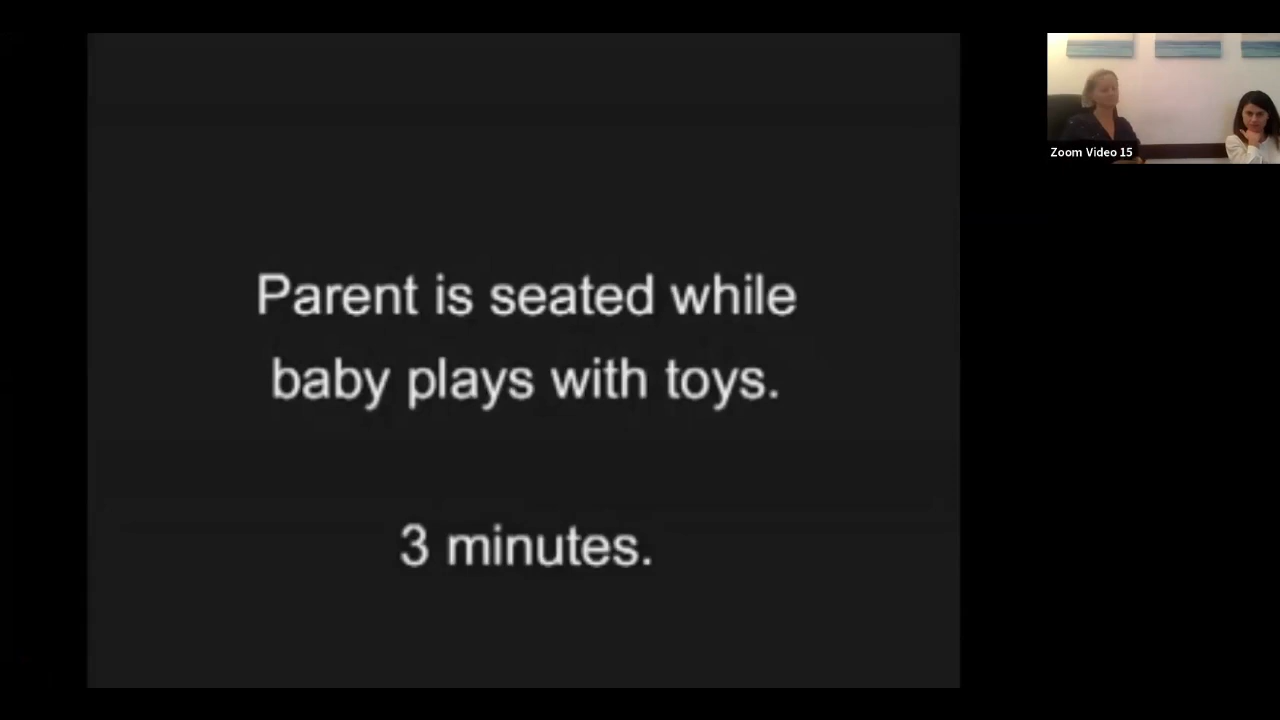 Parent is seated while
baby plays with toys.
3 minutes.
Zoom Video 15